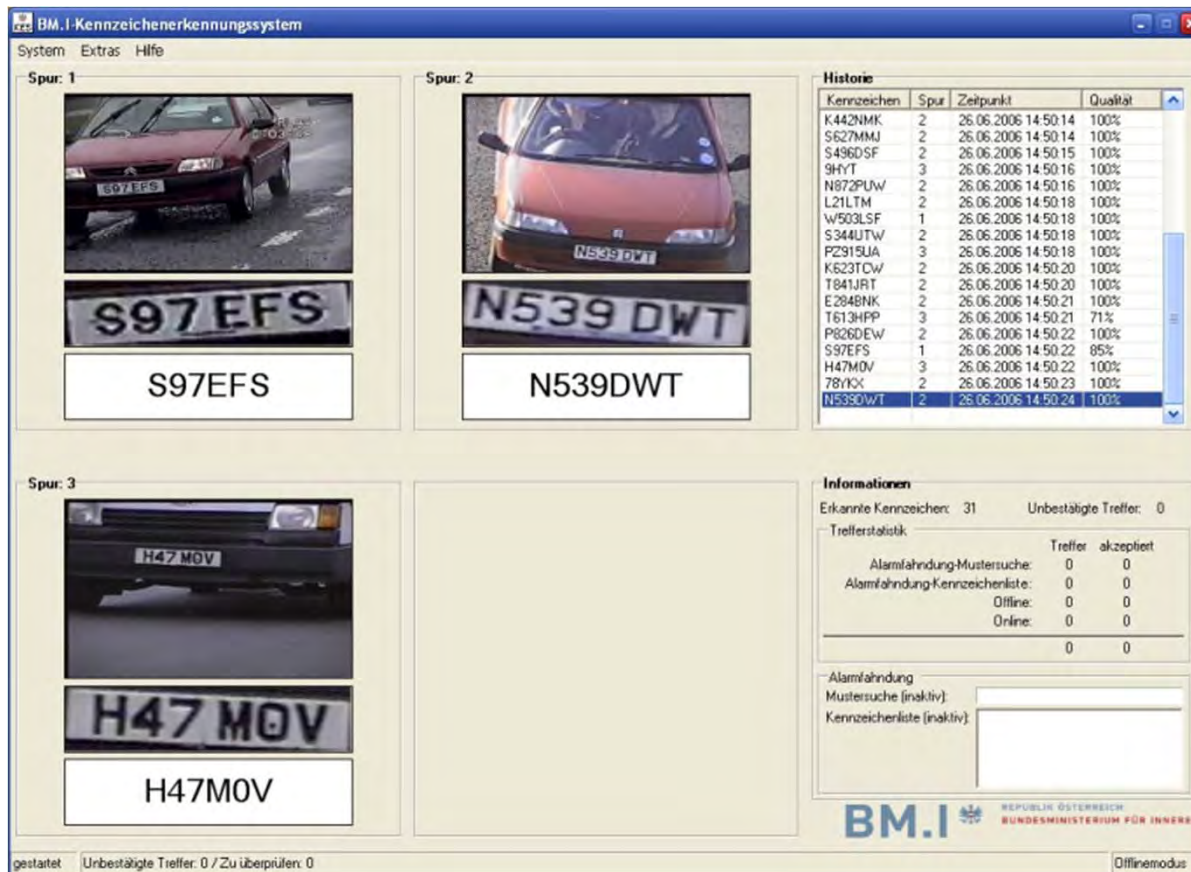 BM.I-Kennzeichenerkennungssystem
System Extras Hilfe
Spur: 1
S97 EFS
S97 EFS
S97EFS
Spur: 2
N539 DWT
N539 DWT
N539DWT
Spur: 3
H47 MOV
H47 MOV
H47M0V
Historie
Kennzeichen Spur Zeitpunkt Qualität
K442NMK 2 26.06.2006 14:50:14 100%
S627MMJ 2 26.06.2006 14:50:14 100%
S496DSF 2 26.06.2006 14:50:15 100%
9HYT 3 26.06.2006 14:50:16 100%
N872PUW 2 26.06.2006 14:50:16 100%
L21LTM 2 26.06.2006 14:50:18 100%
W503LSF 1 26.06.2006 14:50:18 100%
S344UTW 2 26.06.2006 14:50:18 100%
PZ915UA 3 26.06.2006 14:50:18 100%
K623TCW 2 26.06.2006 14:50:20 100%
T841JRT 2 26.06.2006 14:50:20 100%
E284BNK 2 26.06.2006 14:50:21 100%
T613HPP 3 26.06.2006 14:50:21 71%
P826DEW 2 26.06.2006 14:50:22 100%
S97EFS 1 26.06.2006 14:50:22 85%
H47M0V 3 26.06.2006 14:50:22 100%
78YKX 2 26.06.2006 14:50:23 100%
N539DWT 2 26.06.2006 14:50:24 100%
Informationen
Erkannte Kennzeichen: 31 Unbestätigte Treffer: 0
Trefferstatistik
Treffer akzeptiert
Alarmfahndung-Mustersuche: 0 0
Alarmfahndung-Kennzeichenliste: 0 0
Offline: 0 0
Online: 0 0
0 0
Alarmfahndung
Mustersuche (inaktiv):
Kennzeichenliste (inaktiv):
BM.I
REPUBLIK ÖSTERREICH
BUNDESMINISTERIUM FÜR INNERE
gestartet Unbestätigte Treffer: 0 / Zu überprüfen: 0 Offlinemodus